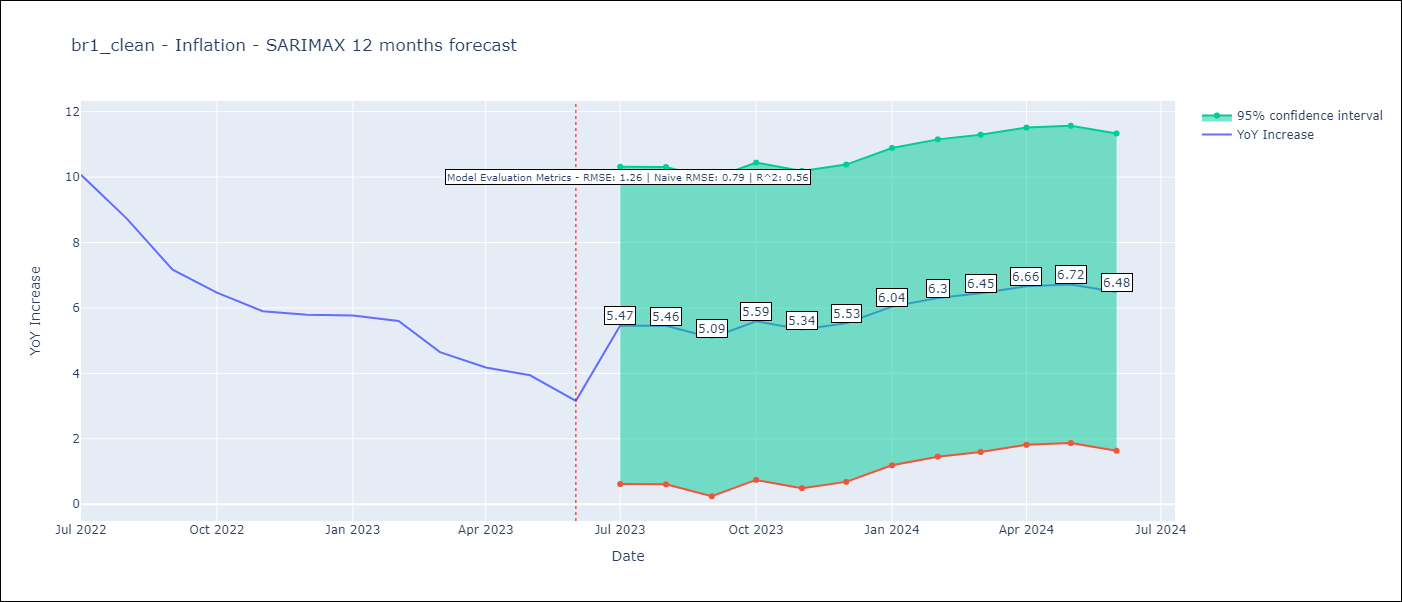 br1_clean - Inflation - SARIMAX 12 months forecast
95% confidence interval
YoY Increase
Model Evaluation Metrics - RMSE: 1.26 | Naive RMSE: 0.79 | R^2: 0.56
12
10
8
6
4
2
0
YoY Increase
5.47
5.46
5.09
5.59
5.34
5.53
6.04
6.3
6.45
6.66
6.72
6.48
Jul 2022
Oct 2022
Jan 2023
Apr 2023
Jul 2023
Oct 2023
Jan 2024
Apr 2024
Jul 2024
Date